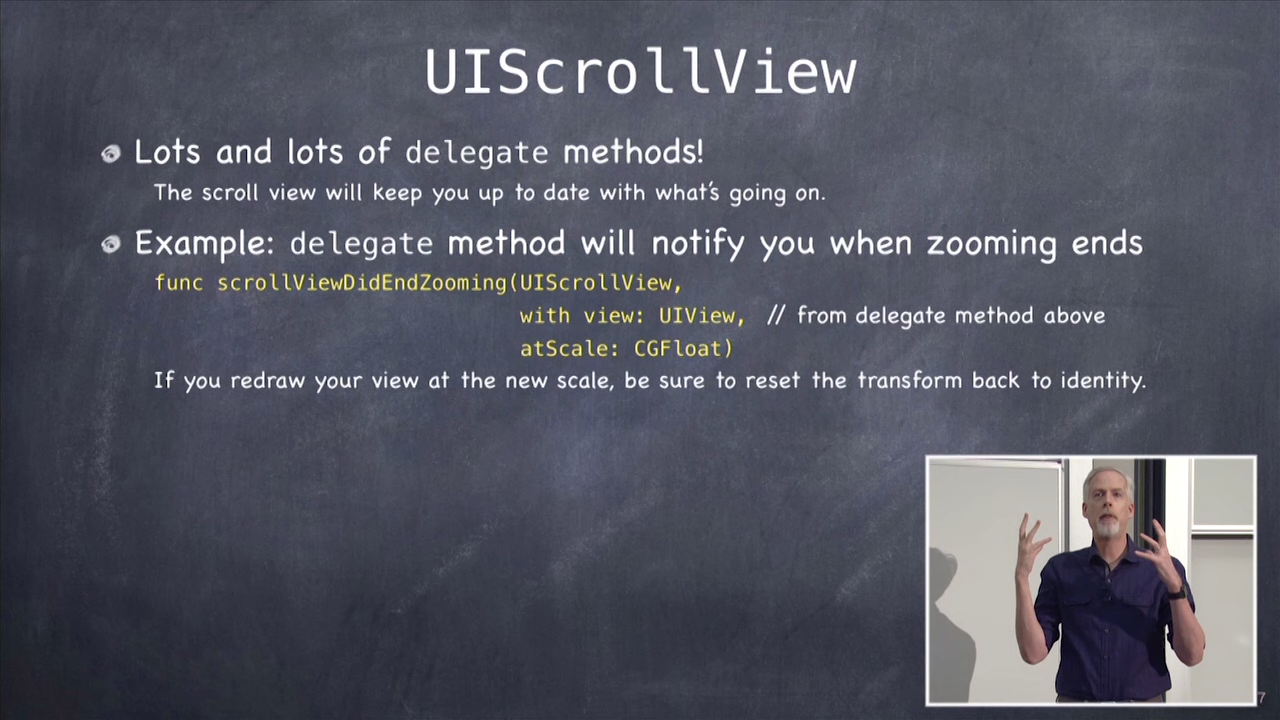 UIScrollView
Lots and lots of delegate methods!
The scroll view will keep you up to date with what's going on.
Example: delegate method will notify you when zooming ends
func scrollViewDidEndZooming(UIScrollView,
with view: UIView, // from delegate method above
atScale: CGFloat)
If you redraw your view at the new scale, be sure to reset the transform back to identity.